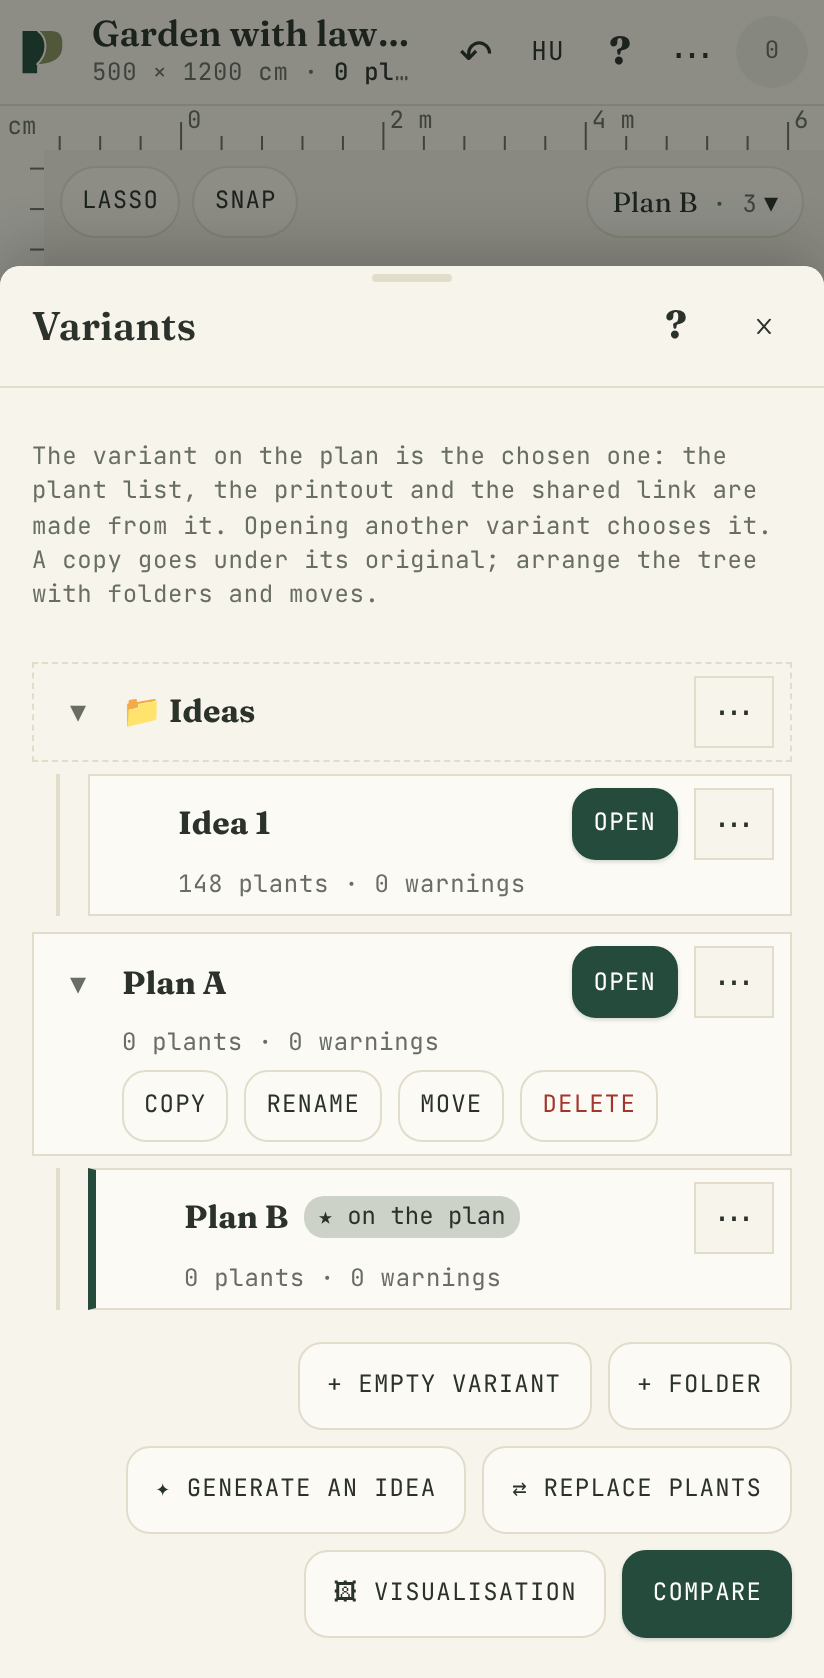 Garden with law…
500 × 1200 cm · 0 pl…
HU
?
…
0
cm
0
2 m
4 m
6
LASSO
SNAP
Plan B · 3 ▼
Variants
?
×
The variant on the plan is the chosen one: the
plant list, the printout and the shared link are
made from it. Opening another variant chooses it.
A copy goes under its original; arrange the tree
with folders and moves.
▼ 📁 Ideas
…
Idea 1
OPEN
…
148 plants · 0 warnings
▼ Plan A
OPEN
…
0 plants · 0 warnings
COPY
RENAME
MOVE
DELETE
Plan B
★ on the plan
…
0 plants · 0 warnings
+ EMPTY VARIANT
+ FOLDER
✦ GENERATE AN IDEA
⇄ REPLACE PLANTS
🖼 VISUALISATION
COMPARE